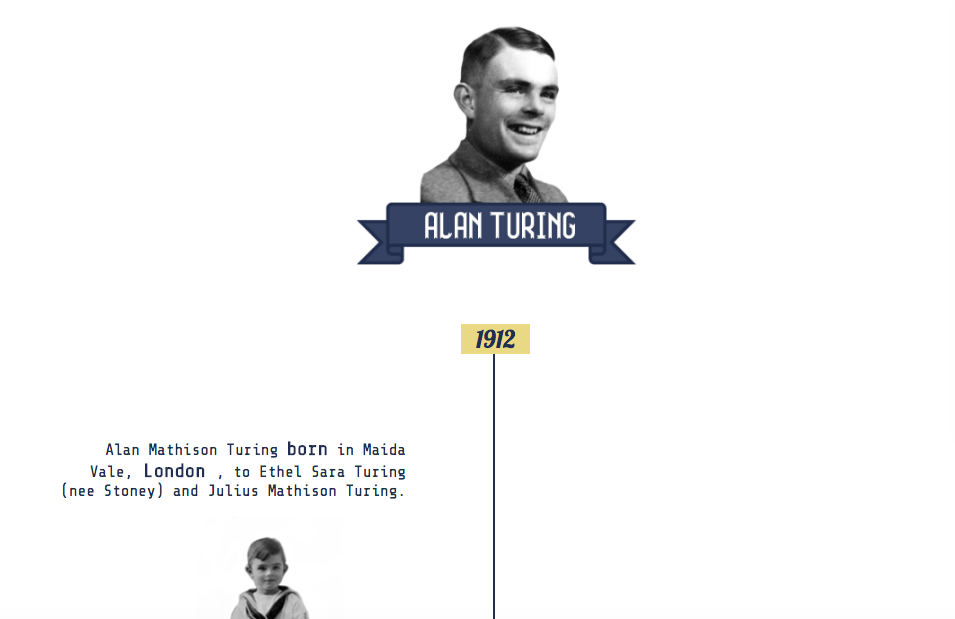 ALAN TURING
1912
Alan Mathison Turing born in Maida
Vale, London , to Ethel Sara Turing
(nee Stoney) and Julius Mathison Turing.